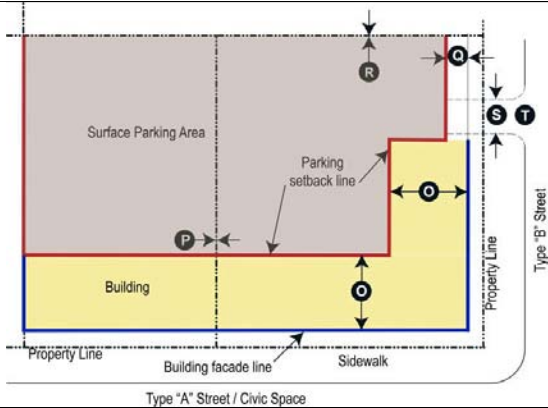 Q
R
S T
Surface Parking Area
Parking
setback line
O
P
Type "B" Street
Property Line
Building
O
Property Line
Building facade line
Sidewalk
Type "A" Street / Civic Space